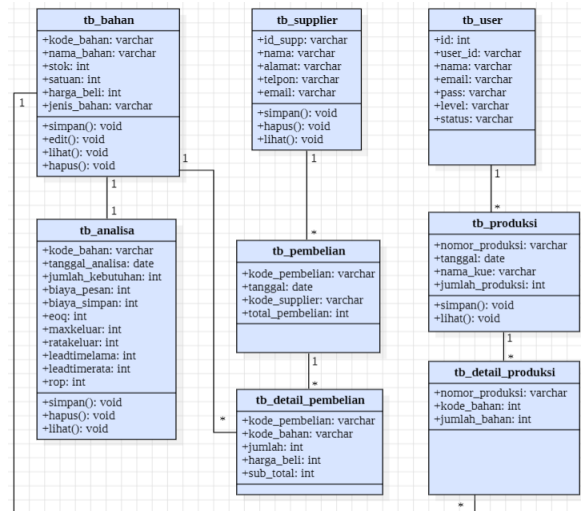 tb_bahan
+kode_bahan: varchar
+nama_bahan: varchar
+stok: int
+satuan: int
+harga_beli: int
+jenis_bahan: varchar
+simpan(): void
+edit(): void
+lihat(): void
+hapus(): void
tb_supplier
+id_supp: varchar
+nama: varchar
+alamat: varchar
+telpon: varchar
+email: varchar
+simpan(): void
+hapus(): void
+lihat(): void
tb_user
+id: int
+user_id: varchar
+nama: varchar
+email: varchar
+pass: varchar
+level: varchar
+status: varchar
1
1
1
1
1
1
*
*
tb_analisa
+kode_bahan: varchar
+tanggal_analisa: date
+jumlah_kebutuhan: int
+biaya_pesan: int
+biaya_simpan: int
+eoq: int
+maxkeluar: int
+ratakeluar: int
+leadtimelama: int
+leadtimerata: int
+rop: int
+simpan(): void
+hapus(): void
+lihat(): void
tb_pembelian
+kode_pembelian: varchar
+tanggal: date
+kode_supplier: varchar
+total_pembelian: int
tb_produksi
+nomor_produksi: varchar
+tanggal: date
+nama_kue: varchar
+jumlah_produksi: int
+simpan(): void
+lihat(): void
1
*
1
*
*
tb_detail_pembelian
+kode_pembelian: varchar
+kode_bahan: varchar
+jumlah: int
+harga_beli: int
+sub_total: int
tb_detail_produksi
+nomor_produksi: varchar
+kode_bahan: int
+jumlah_bahan: int
*